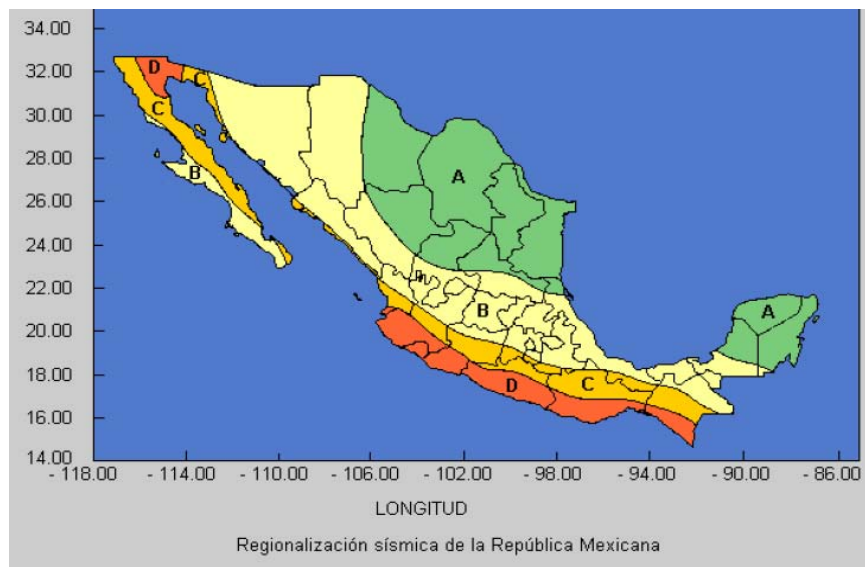 34.00
32.00
30.00
28.00
26.00
24.00
22.00
20.00
18.00
16.00
14.00
D
C
C
B
A
B
A
C
D
- 118.00 - 114.00 - 110.00 - 106.00 - 102.00 - 98.00 - 94.00 - 90.00 - 86.00
LONGITUD
Regionalización sísmica de la República Mexicana